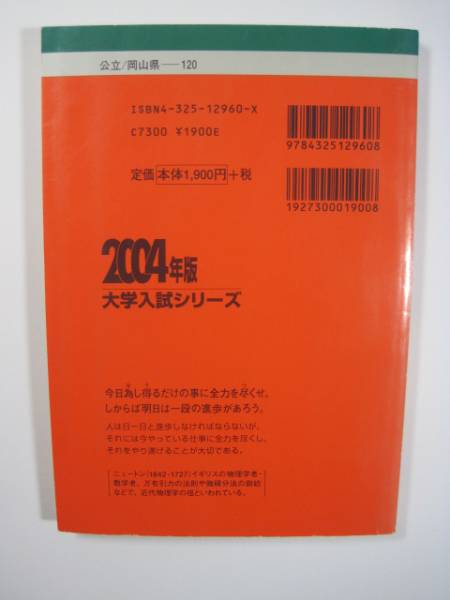 公立/岡山県──120
ISBN4-325-12960-X
C7300 ¥1900E
9784325129608
定価 本体1,900円 +税
1927300019008
2004年版
大学入試シリーズ
今日為し得るだけの事に全力を尽くせ。
しからば明日は一段の進歩があろう。
人は日一日と進歩しなければならないが、
それには今やっている仕事に全力を尽くし、
それをやり遂げることが大切である。
ニュートン(1642-1727)イギリスの物理学者・
数学者。万有引力の法則や微積分法の創始
などで、近代物理学の祖といわれている。